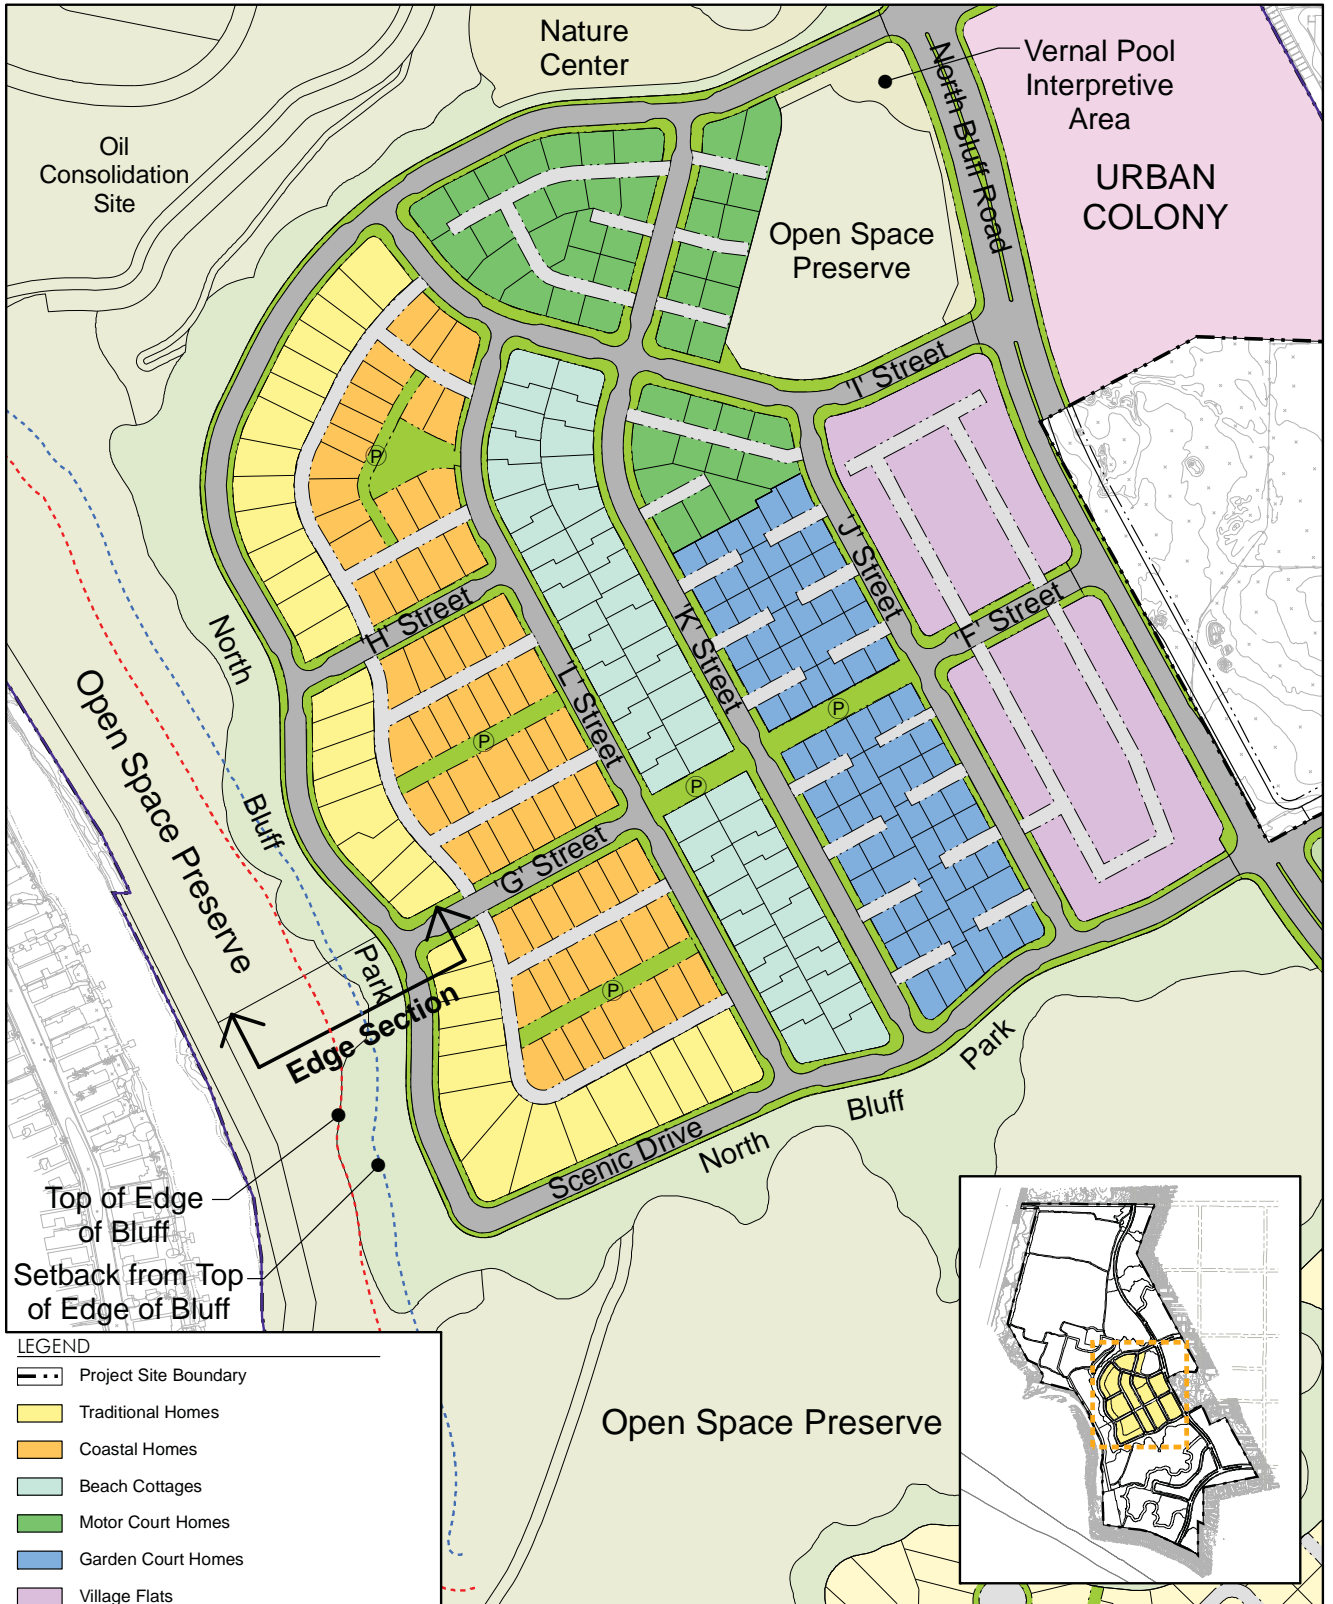 Nature
Center
Vernal Pool
Interpretive
Area
North Bluff Road
URBAN
COLONY
Oil
Consolidation
Site
Open Space
Preserve
'I' Street
P
'J' Street
'F' Street
'H' Street
'K' Street
'L' Street
North
Bluff
Park
Open Space Preserve
P
P
P
'G' Street
P
Edge Section
Park
Bluff
North
Scenic Drive
Top of Edge
of Bluff
Setback from Top
of Edge of Bluff
Open Space Preserve
LEGEND
Project Site Boundary
Traditional Homes
Coastal Homes
Beach Cottages
Motor Court Homes
Garden Court Homes
Village Flats